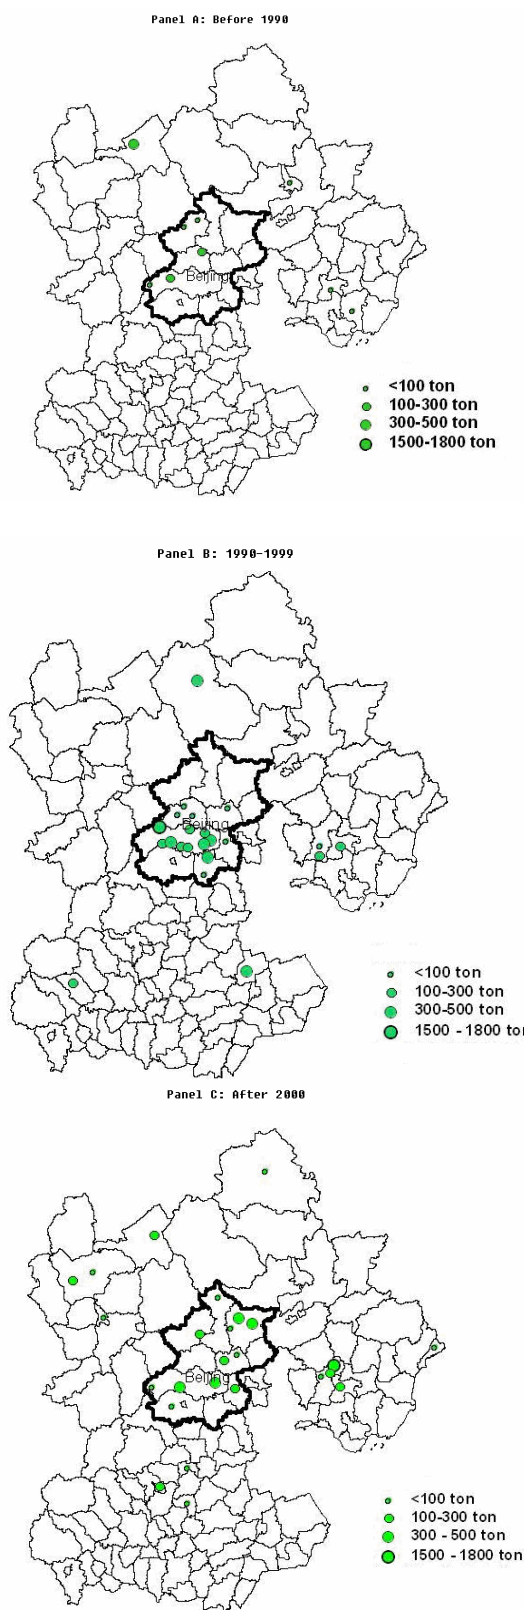 Panel A: Before 1990
Beijing
<100 ton
100-300 ton
300-500 ton
1500-1800 ton
Panel B: 1990-1999
Beijing
<100 ton
100-300 ton
300-500 ton
1500 - 1800 ton
Panel C: After 2000
Beijing
<100 ton
100-300 ton
300 - 500 ton
1500 - 1800 ton